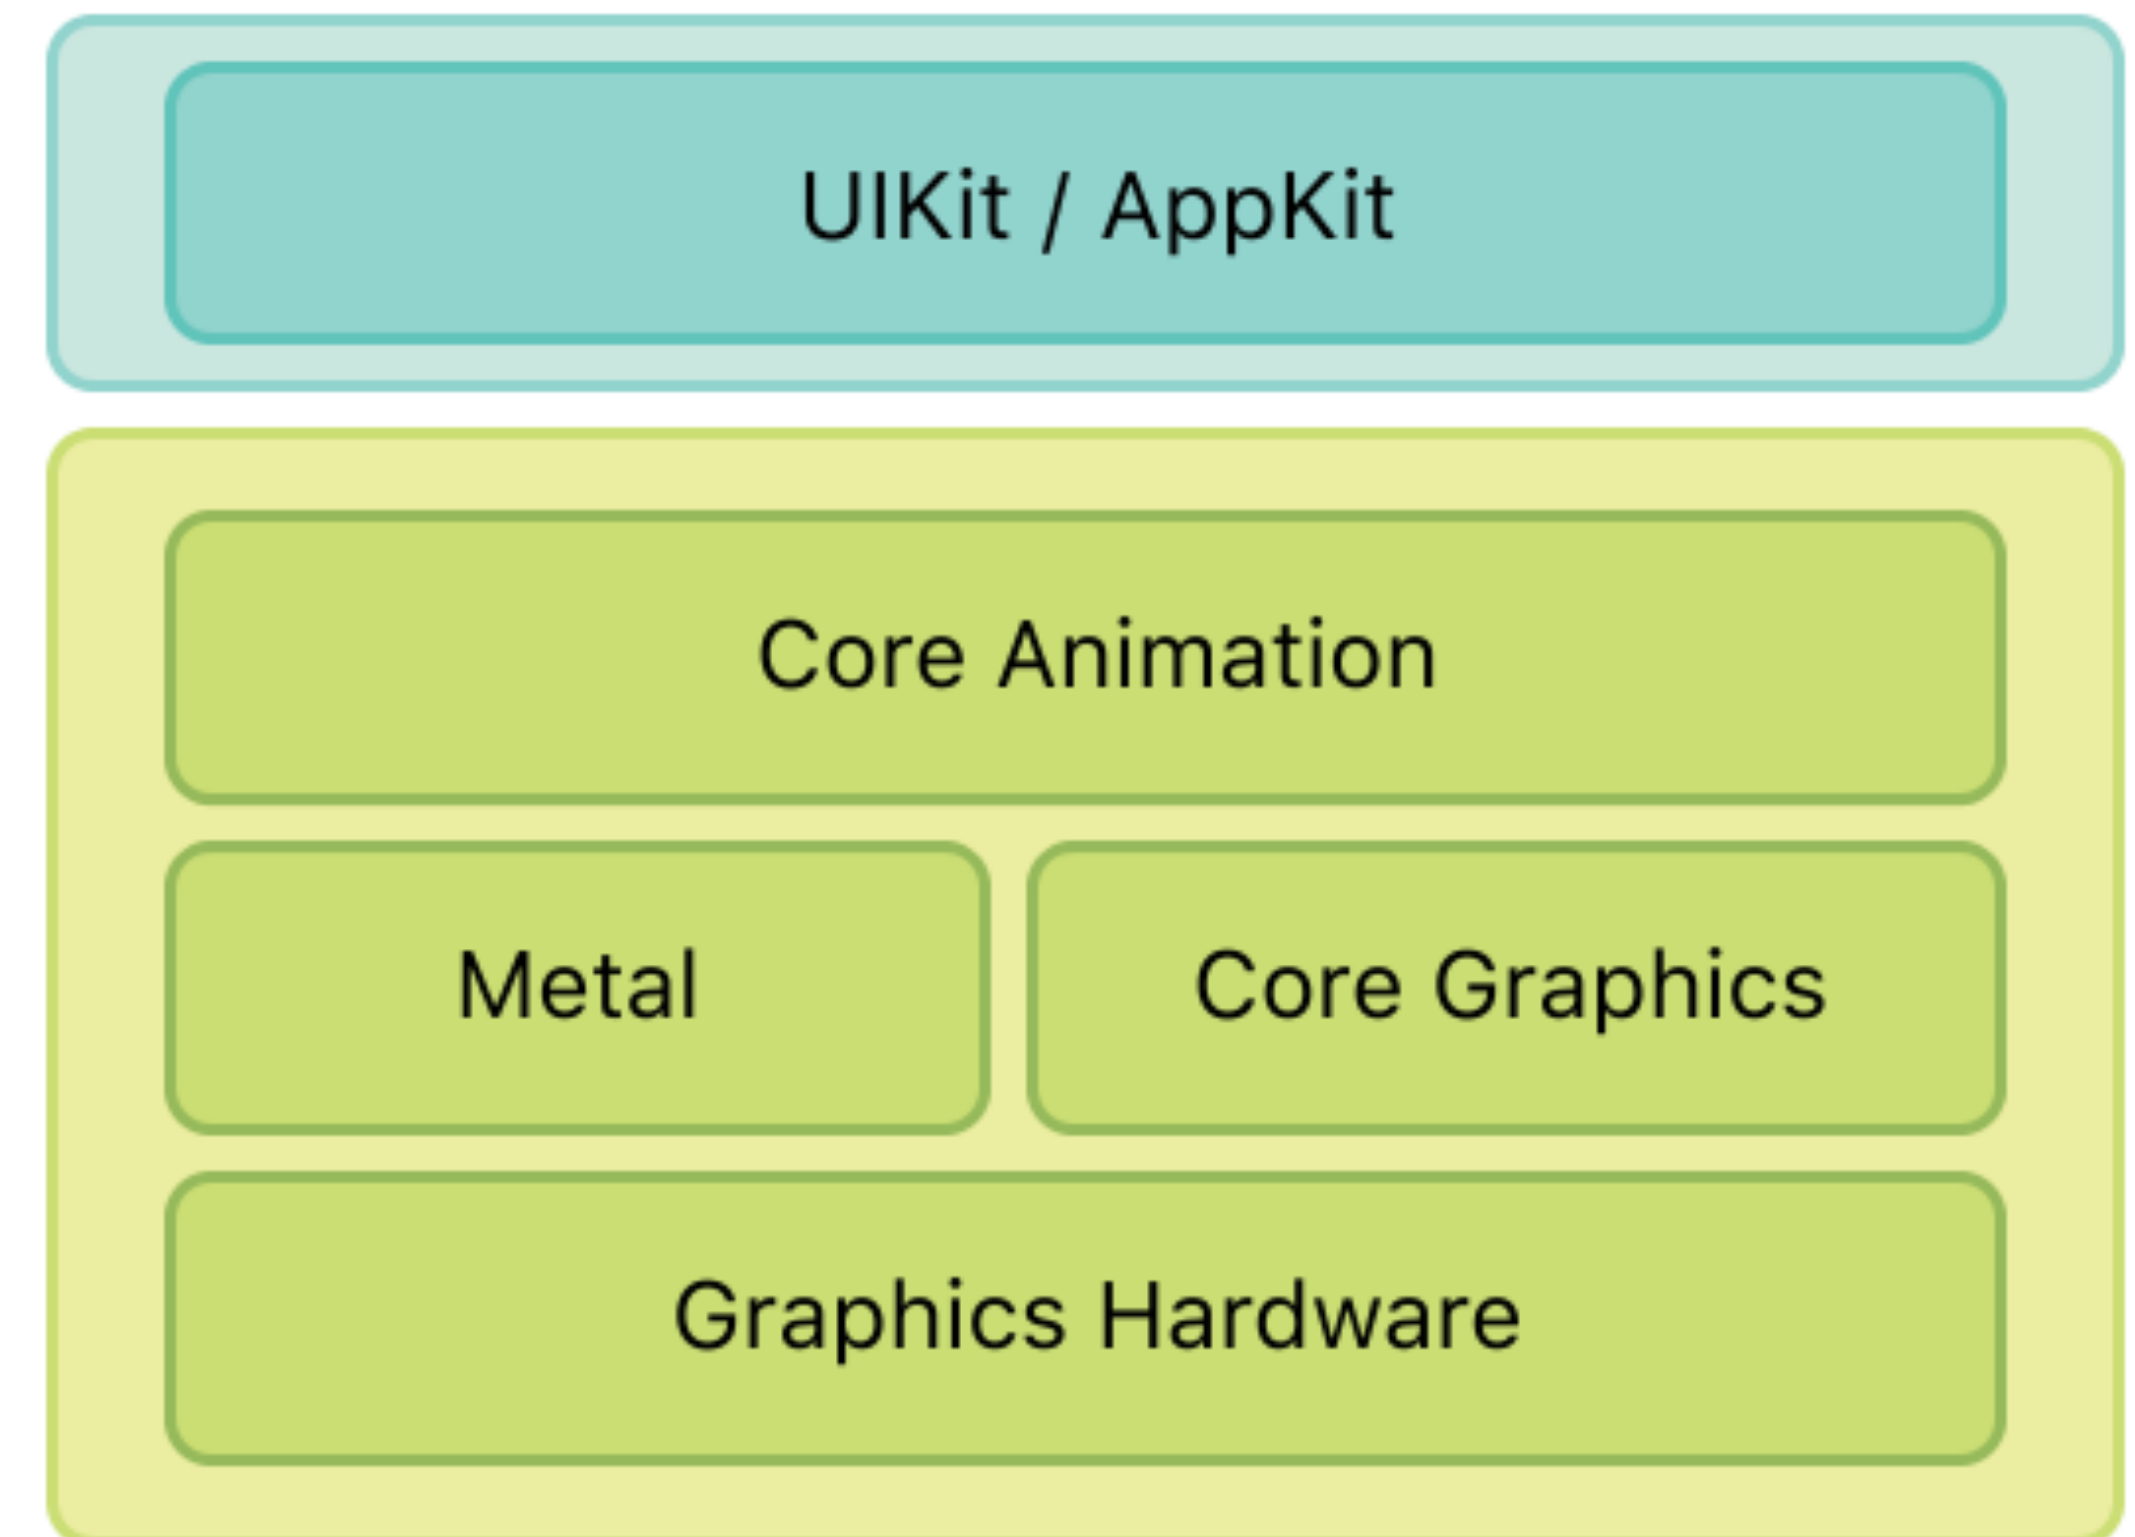 UIKit / AppKit
Core Animation
Metal
Core Graphics
Graphics Hardware